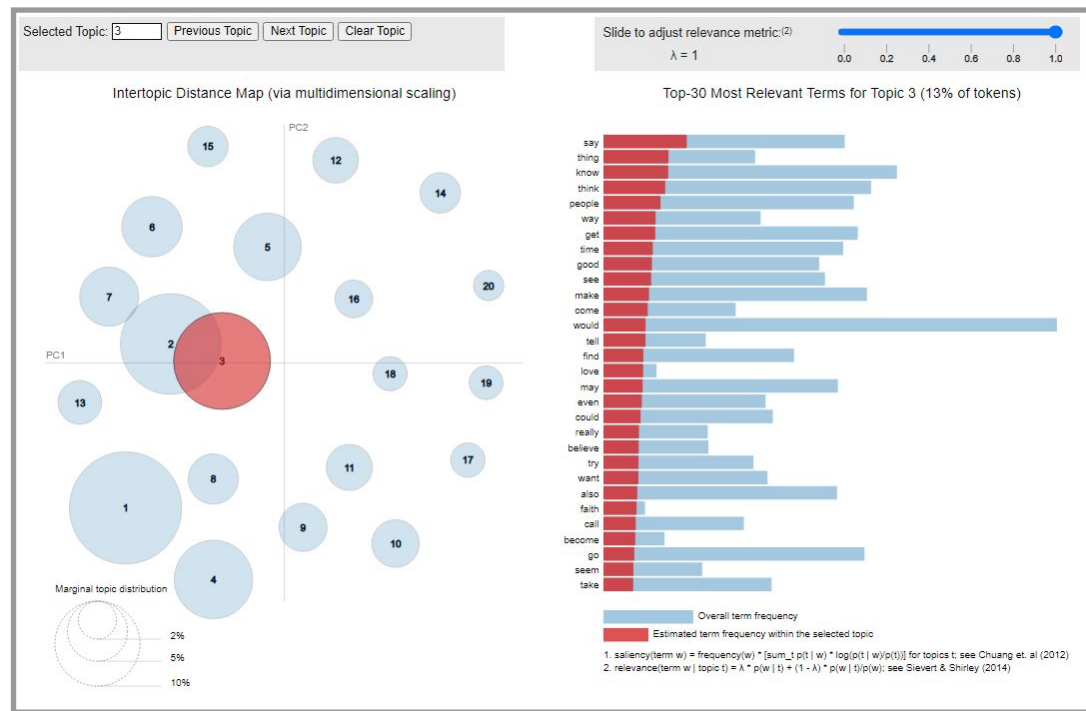 Selected Topic: 3 Previous Topic Next Topic Clear Topic
Slide to adjust relevance metric:(2)
λ = 1
0.0 0.2 0.4 0.6 0.8 1.0
Intertopic Distance Map (via multidimensional scaling)
PC2
PC1
15
12
14
6
5
7
20
16
2
3
18
19
13
17
11
8
1
9
10
4
Marginal topic distribution
2%
5%
10%
Top-30 Most Relevant Terms for Topic 3 (13% of tokens)
say
thing
know
think
people
way
get
time
good
see
make
come
would
tell
find
love
may
even
could
really
believe
try
want
also
faith
call
become
go
seem
take
Overall term frequency
Estimated term frequency within the selected topic
1. saliency(term w) = frequency(w) * [sum_t p(t | w) * log(p(t | w)/p(t))] for topics t; see Chuang et. al (2012)
2. relevance(term w | topic t) = λ * p(w | t) + (1 - λ) * p(w | t)/p(w); see Sievert & Shirley (2014)